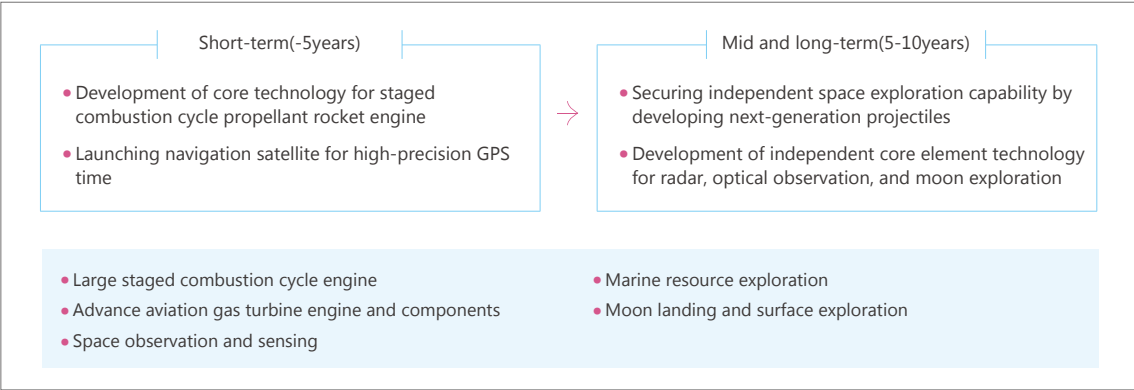 Short-term(-5years)
• Development of core technology for staged
combustion cycle propellant rocket engine
• Launching navigation satellite for high-precision GPS
time
Mid and long-term(5-10years)
• Securing independent space exploration capability by
developing next-generation projectiles
• Development of independent core element technology
for radar, optical observation, and moon exploration
• Large staged combustion cycle engine
• Advance aviation gas turbine engine and components
• Space observation and sensing
• Marine resource exploration
• Moon landing and surface exploration